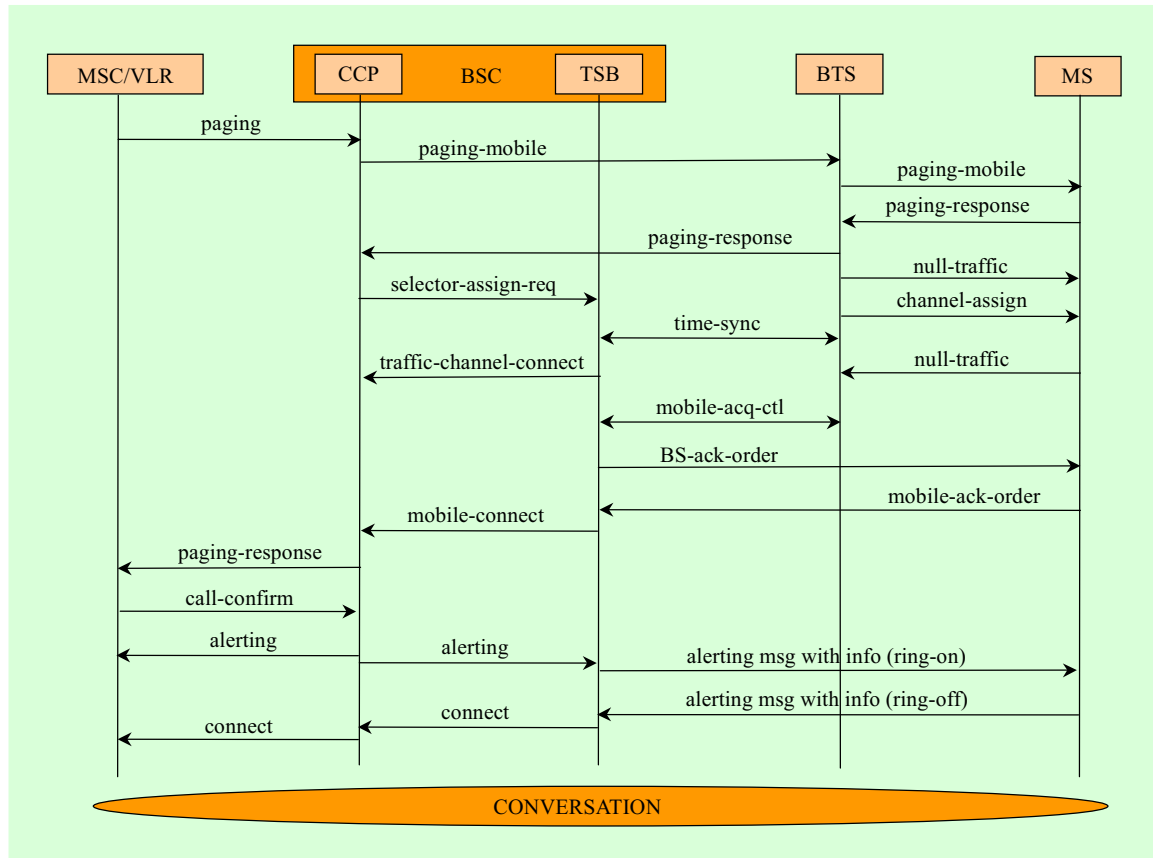 MSC/VLR
CCP
BSC
TSB
BTS
MS
paging
paging-mobile
paging-mobile
paging-response
paging-response
null-traffic
selector-assign-req
channel-assign
time-sync
traffic-channel-connect
null-traffic
mobile-acq-ctl
BS-ack-order
mobile-ack-order
mobile-connect
paging-response
call-confirm
alerting
alerting
alerting msg with info (ring-on)
alerting msg with info (ring-off)
connect
connect
CONVERSATION